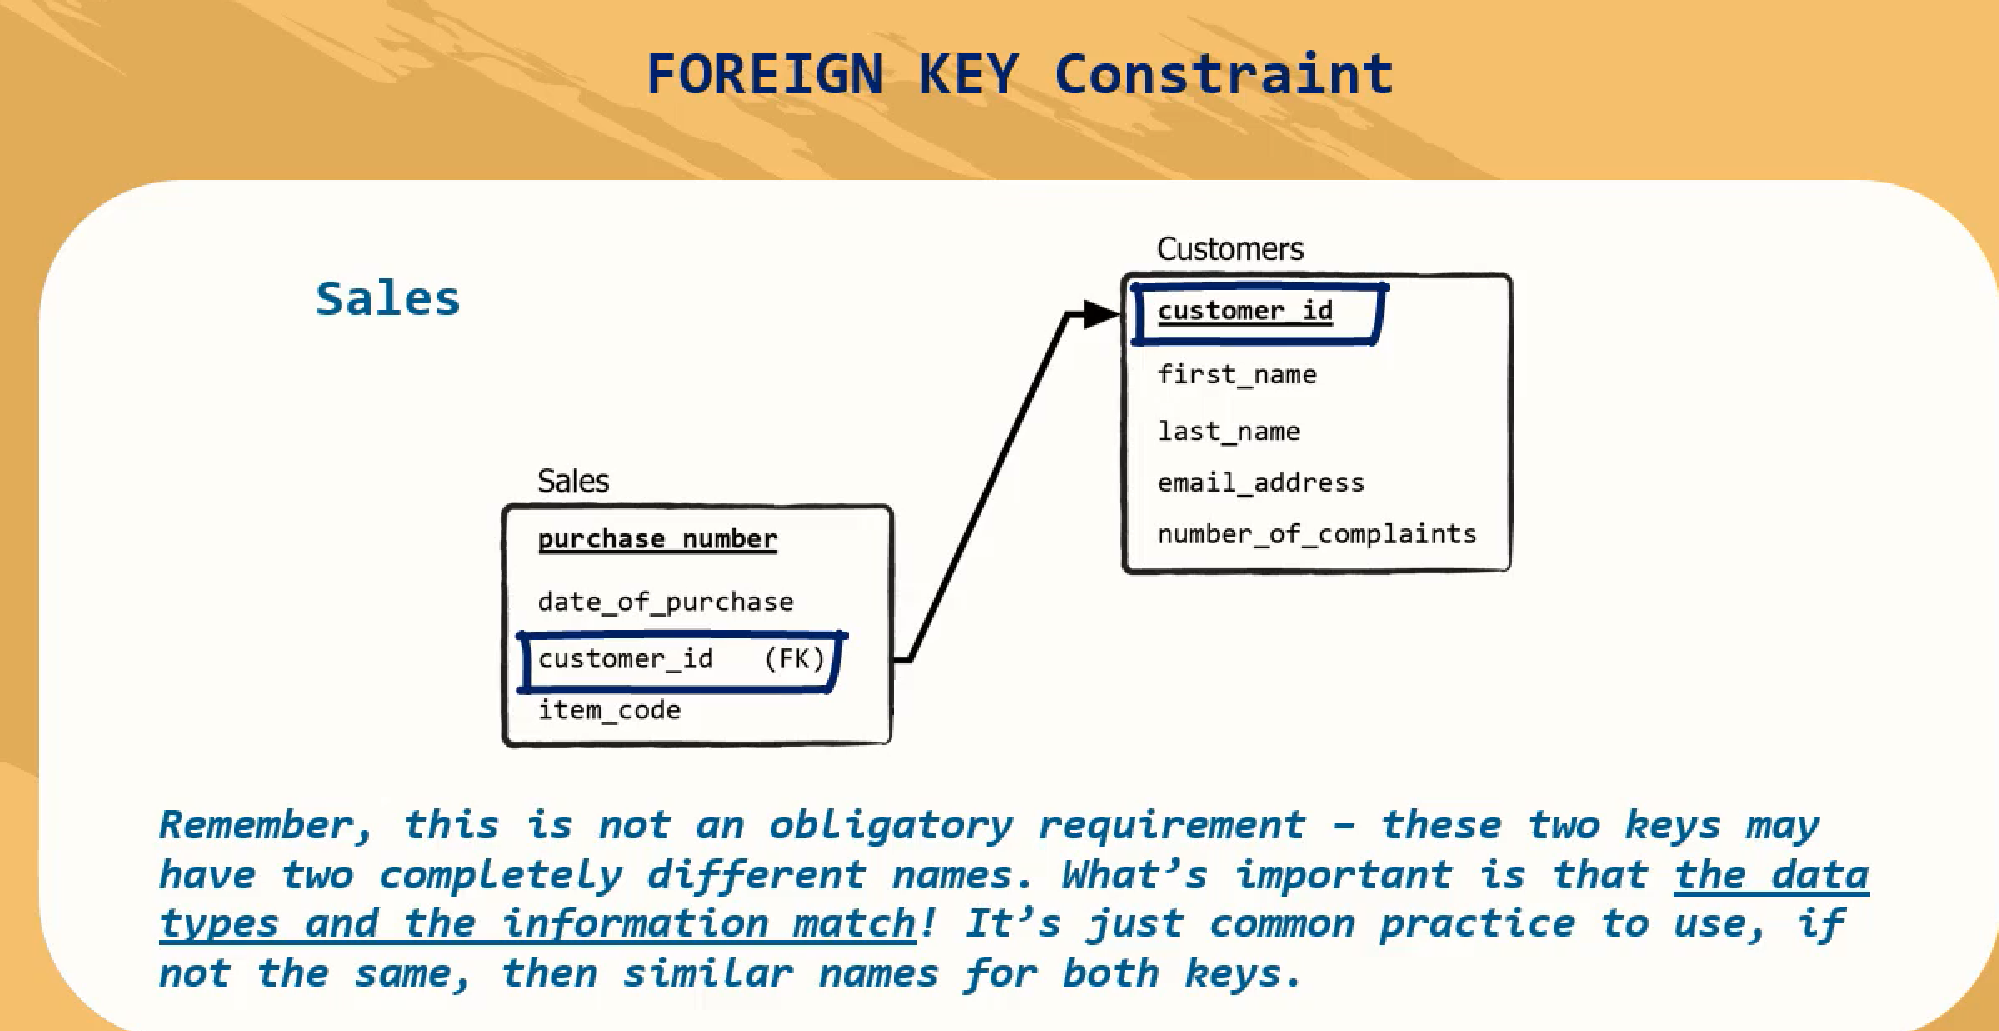 FOREIGN KEY Constraint
Sales
Customers
customer_id
first_name
last_name
email_address
number_of_complaints
Sales
purchase_number
date_of_purchase
customer_id (FK)
item_code
Remember, this is not an obligatory requirement – these two keys may
have two completely different names. What’s important is that the data
types and the information match! It’s just common practice to use, if
not the same, then similar names for both keys.